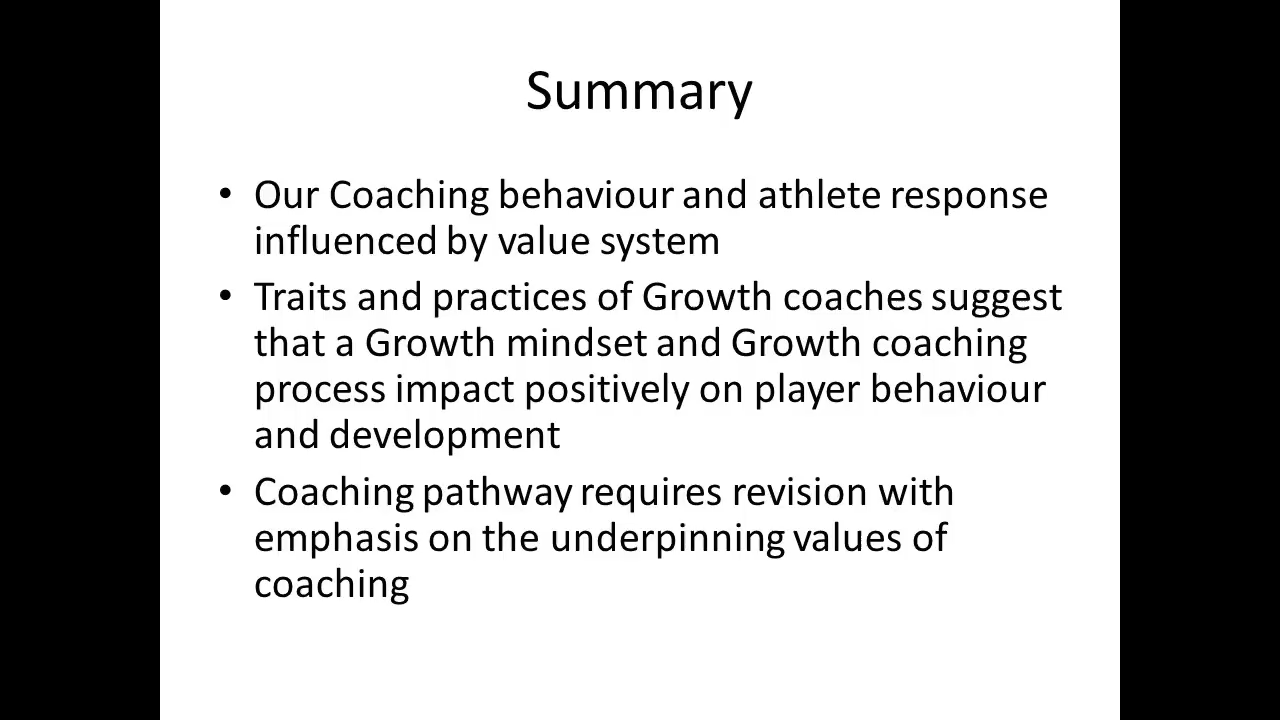 Summary
• Our Coaching behaviour and athlete response
influenced by value system
• Traits and practices of Growth coaches suggest
that a Growth mindset and Growth coaching
process impact positively on player behaviour
and development
• Coaching pathway requires revision with
emphasis on the underpinning values of
coaching